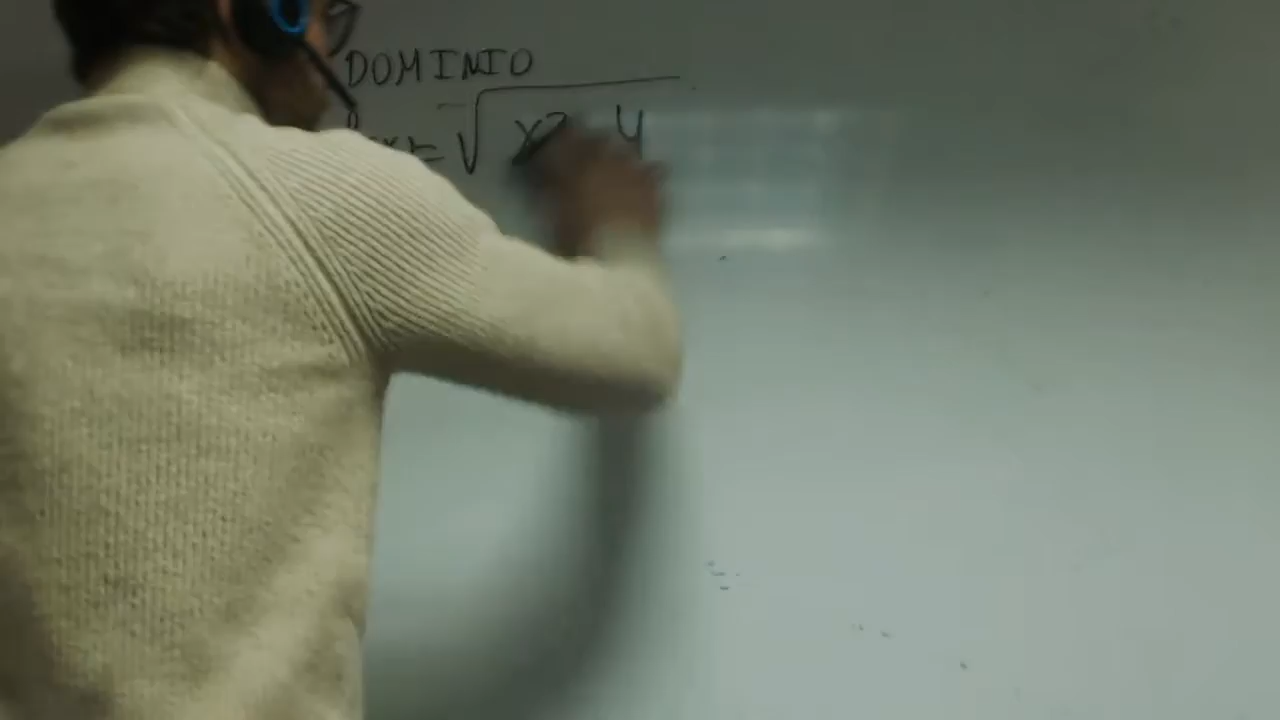 DOMINIO
= √ x2 4